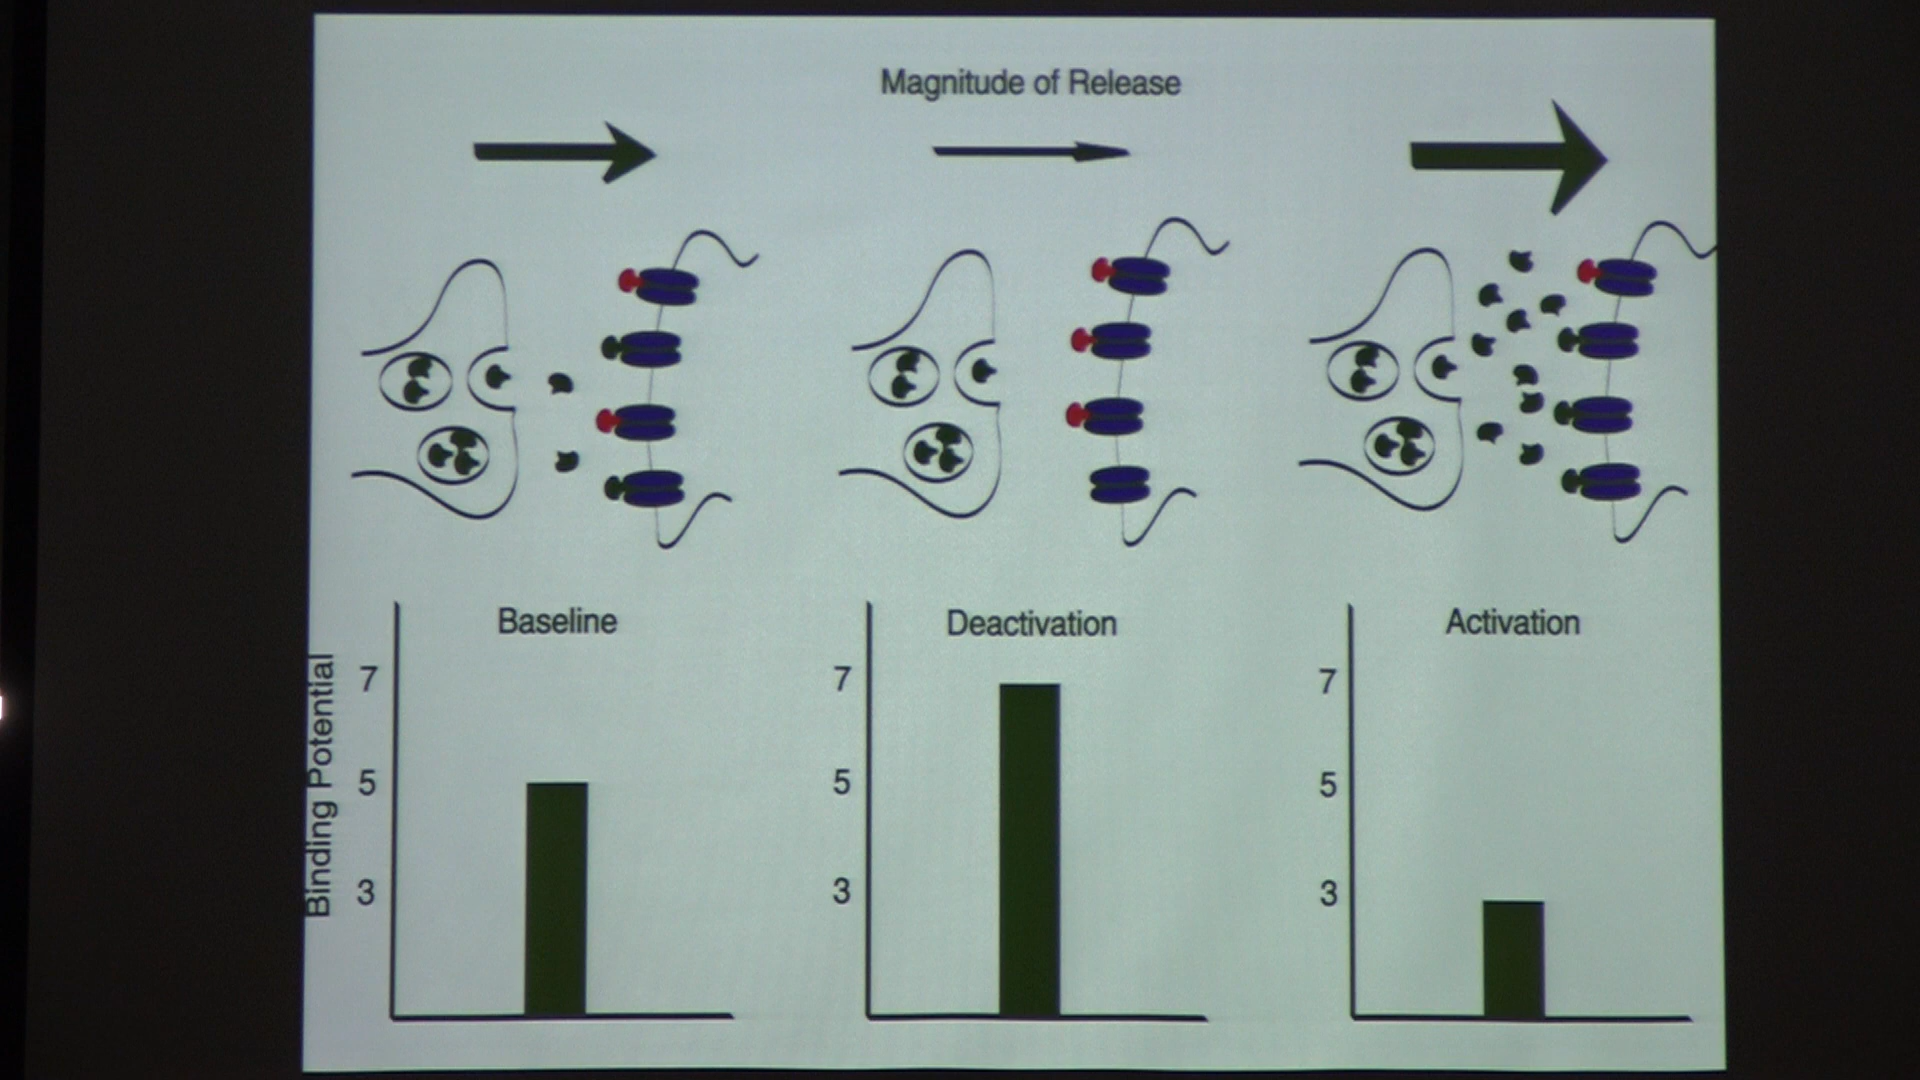 Magnitude of Release
Baseline
Deactivation
Activation
Binding Potential
7
5
3
7
5
3
7
5
3